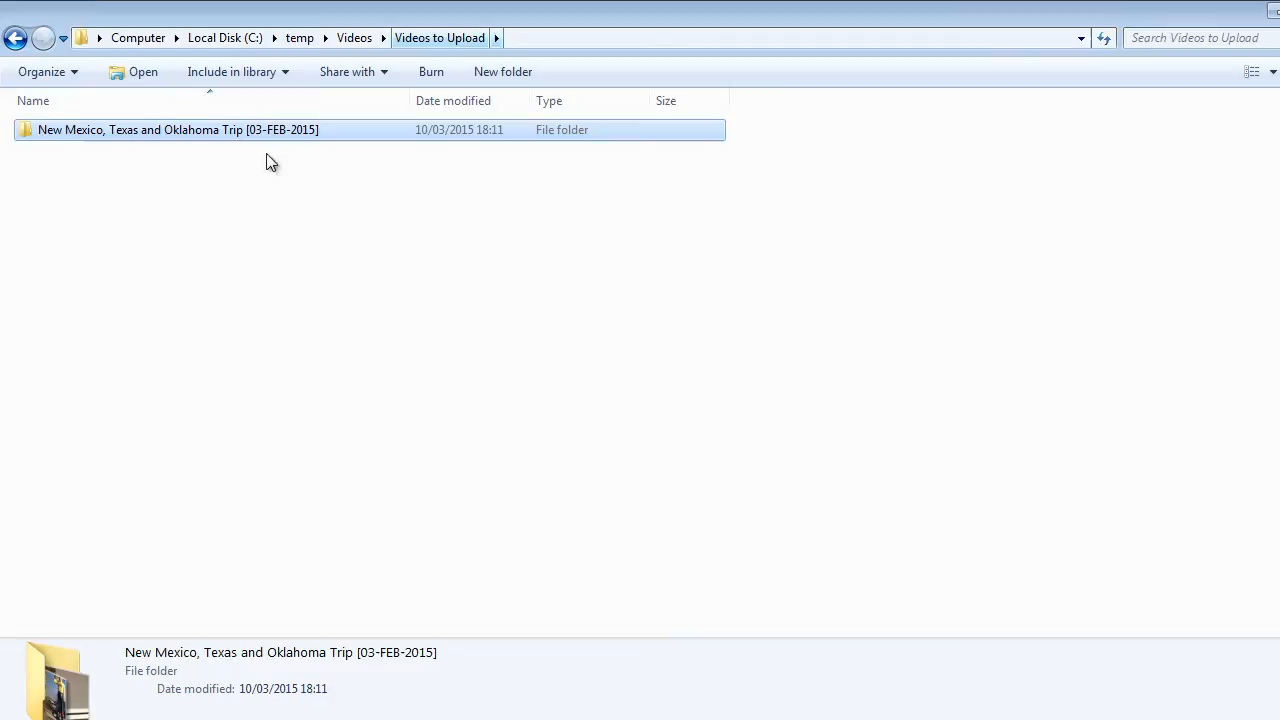 Computer Local Disk (C:) temp Videos Videos to Upload Search Videos to Upload
Organize Open Include in library Share with Burn New folder
Name Date modified Type Size
New Mexico, Texas and Oklahoma Trip [03-FEB-2015] 10/03/2015 18:11 File folder
New Mexico, Texas and Oklahoma Trip [03-FEB-2015]
File folder
Date modified: 10/03/2015 18:11